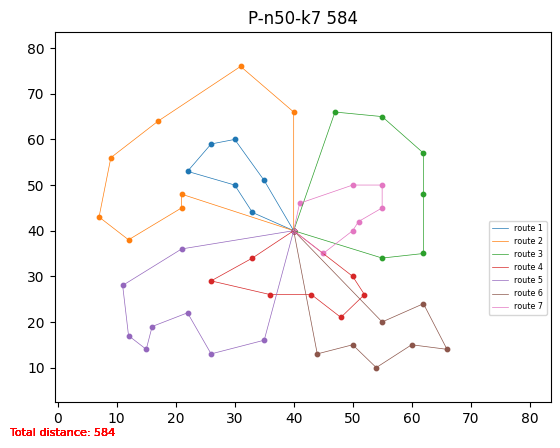 P-n50-k7 584
80
70
60
50
40
30
20
10
0 10 20 30 40 50 60 70 80
route 1
route 2
route 3
route 4
route 5
route 6
route 7
Total distance: 584